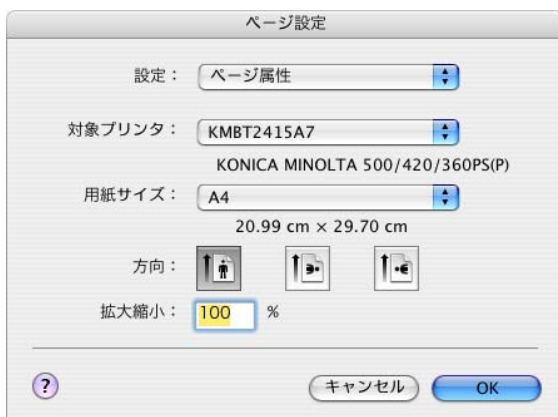 ページ設定
設定： ページ属性
対象プリンタ： KMBT2415A7
KONICA MINOLTA 500/420/360PS(P)
用紙サイズ： A4
20.99 cm × 29.70 cm
方向：
拡大縮小： 100 %
? キャンセル OK